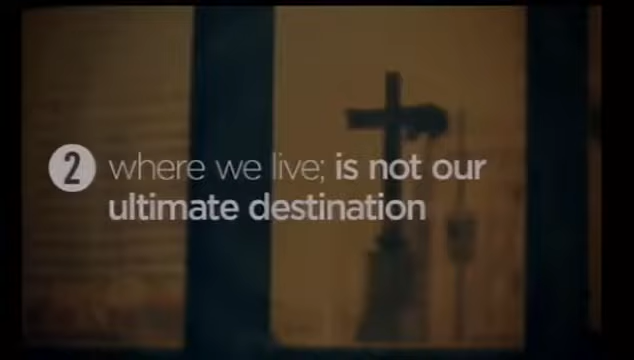 2 where we live; is not our
ultimate destination